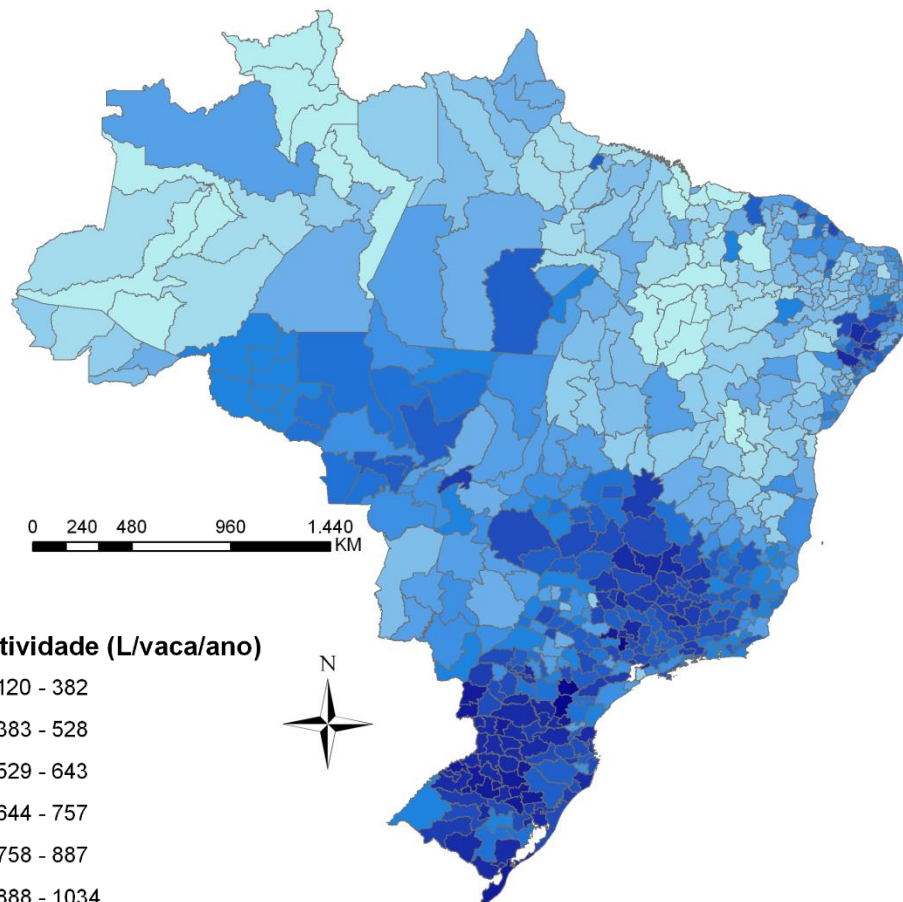 0 240 480 960 1.440
KM
tividade (L/vaca/ano)
N
120 - 382
383 - 528
529 - 643
644 - 757
758 - 887
888 - 1034